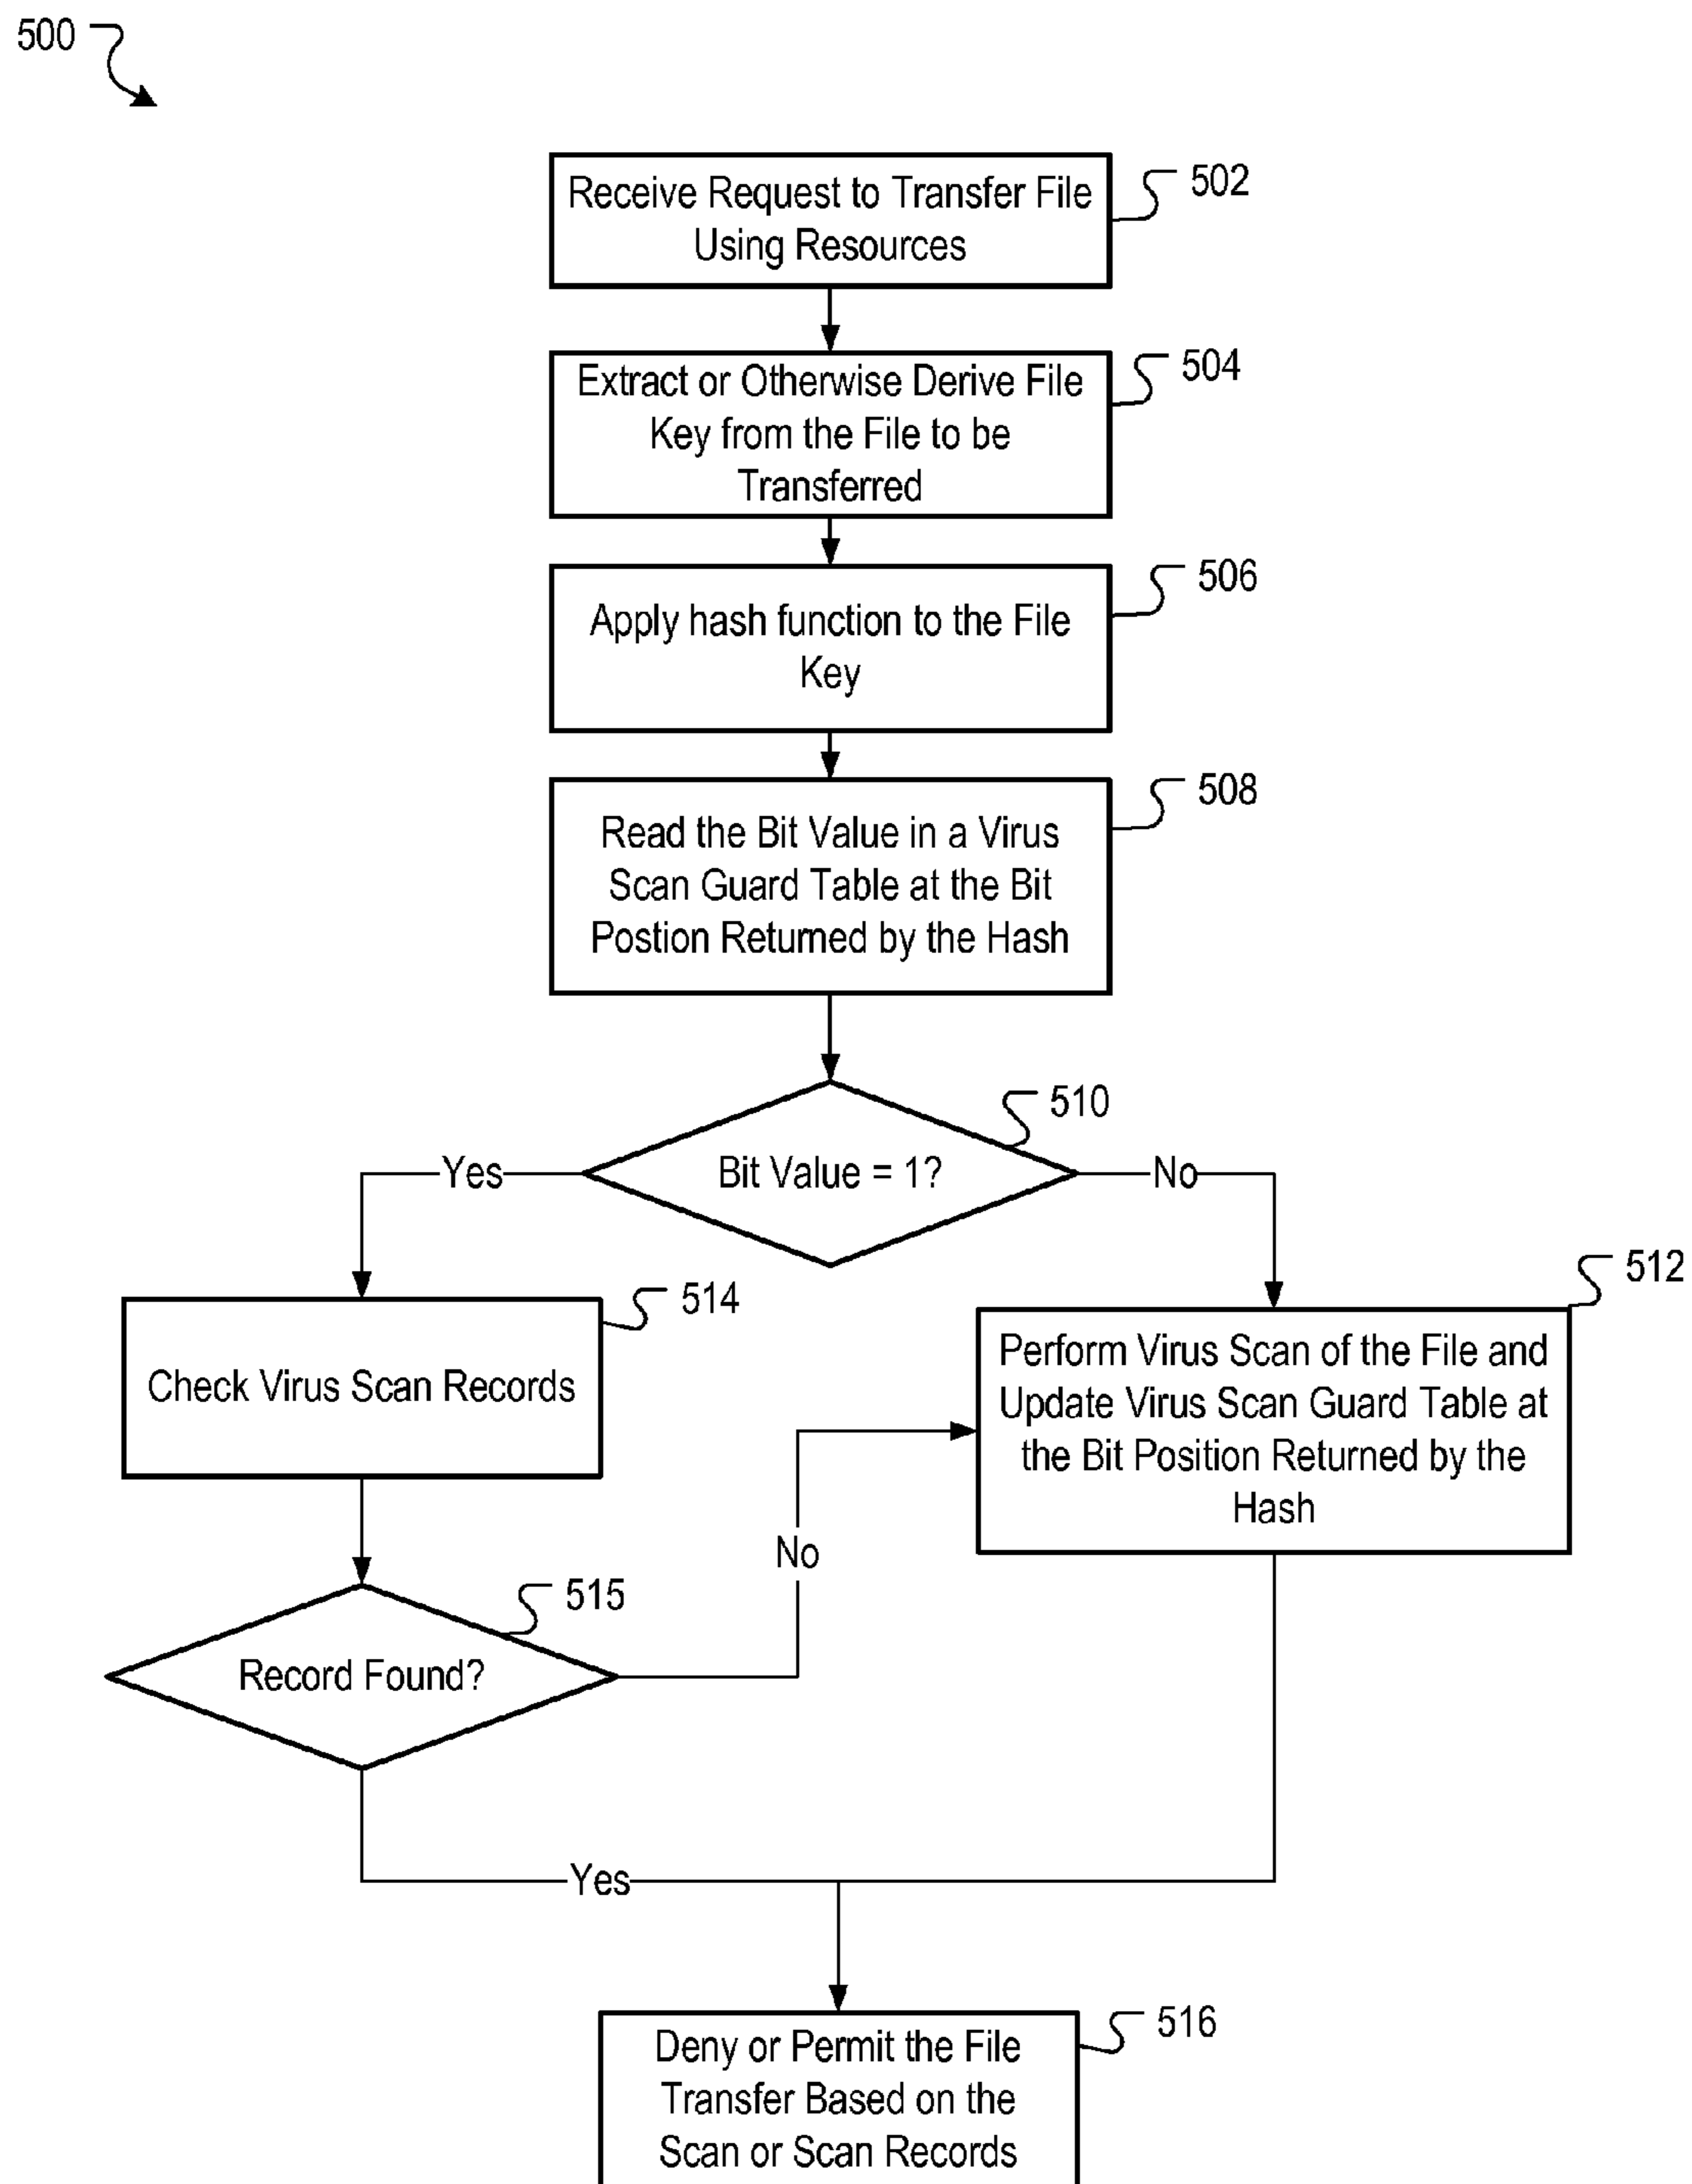 500
Receive Request to Transfer File
Using Resources
502
Extract or Otherwise Derive File
Key from the File to be
Transferred
504
Apply hash function to the File
Key
506
Read the Bit Value in a Virus
Scan Guard Table at the Bit
Postion Returned by the Hash
508
Bit Value = 1?
510
Yes
No
Check Virus Scan Records
514
Perform Virus Scan of the File and
Update Virus Scan Guard Table at
the Bit Position Returned by the
Hash
512
No
Record Found?
515
Yes
Deny or Permit the File
Transfer Based on the
Scan or Scan Records
516